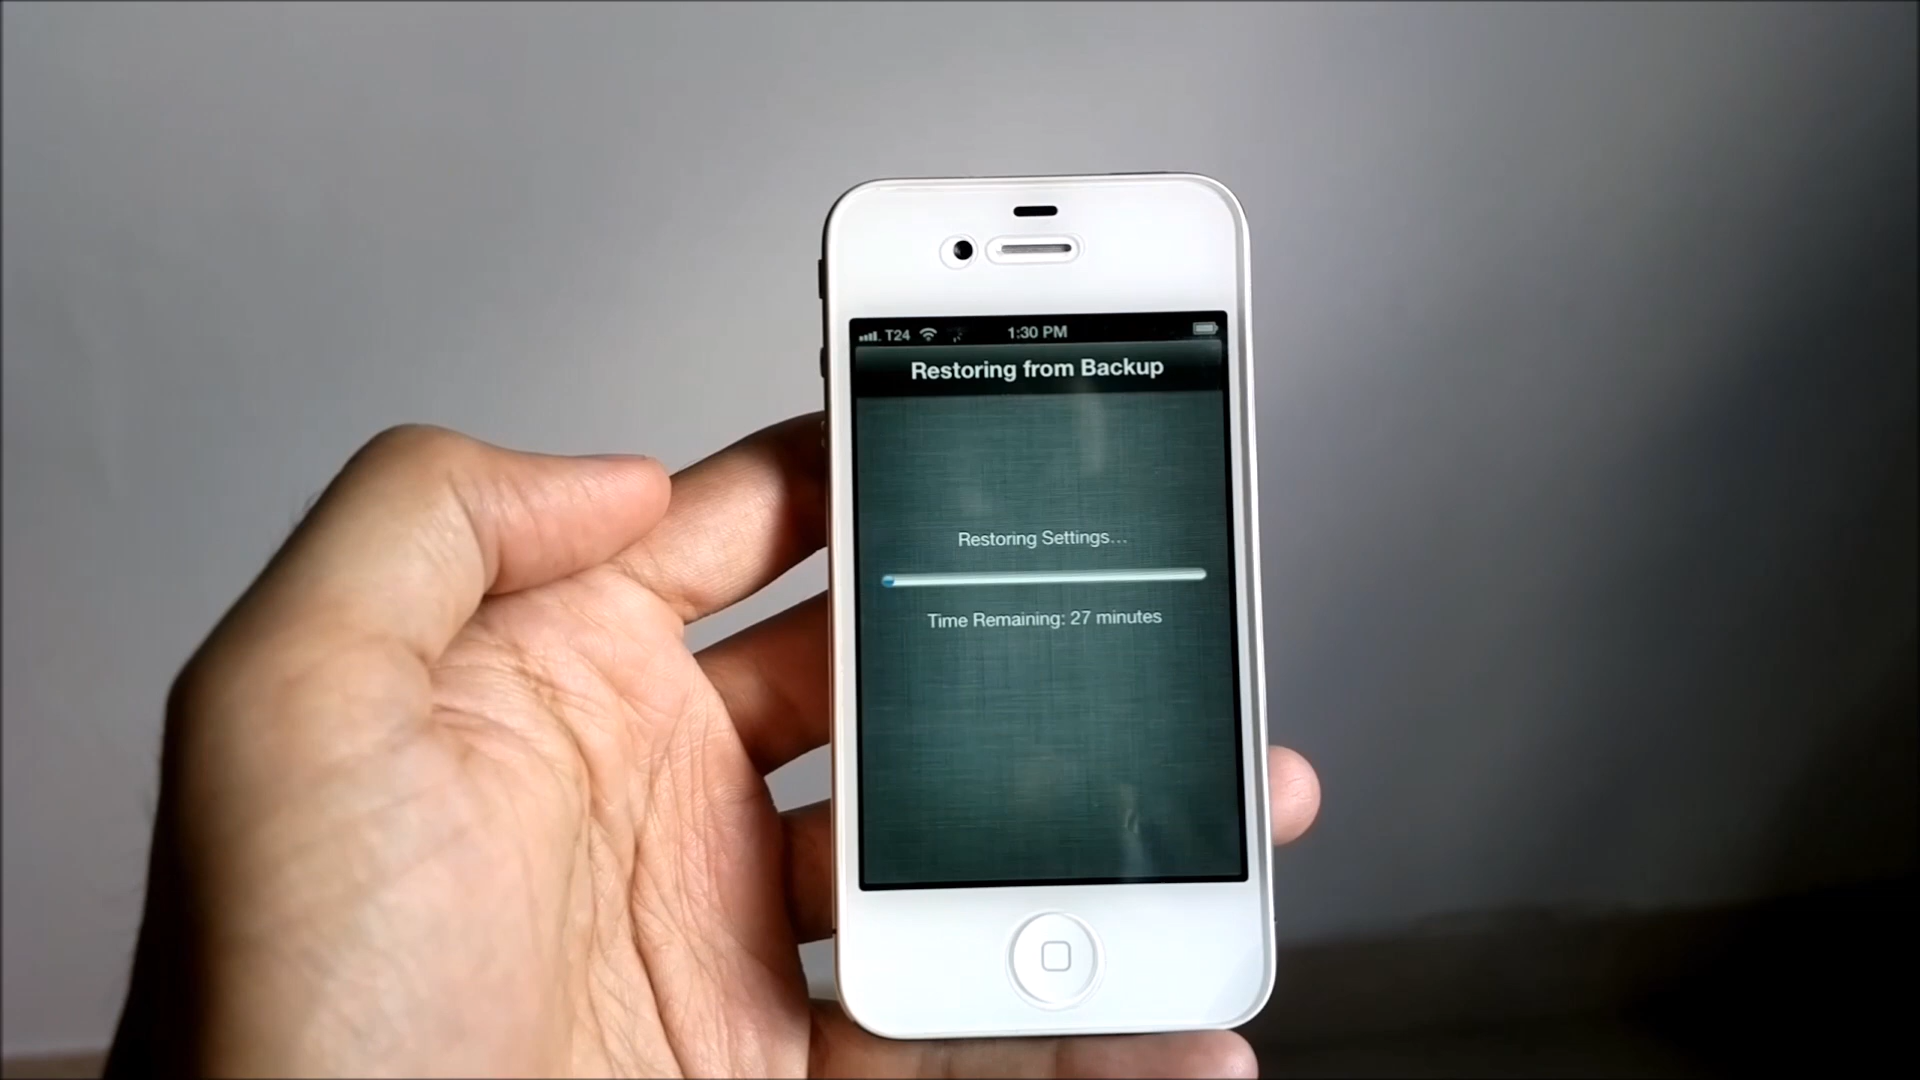 T24 1:30 PM
Restoring from Backup
Restoring Settings...
Time Remaining: 27 minutes